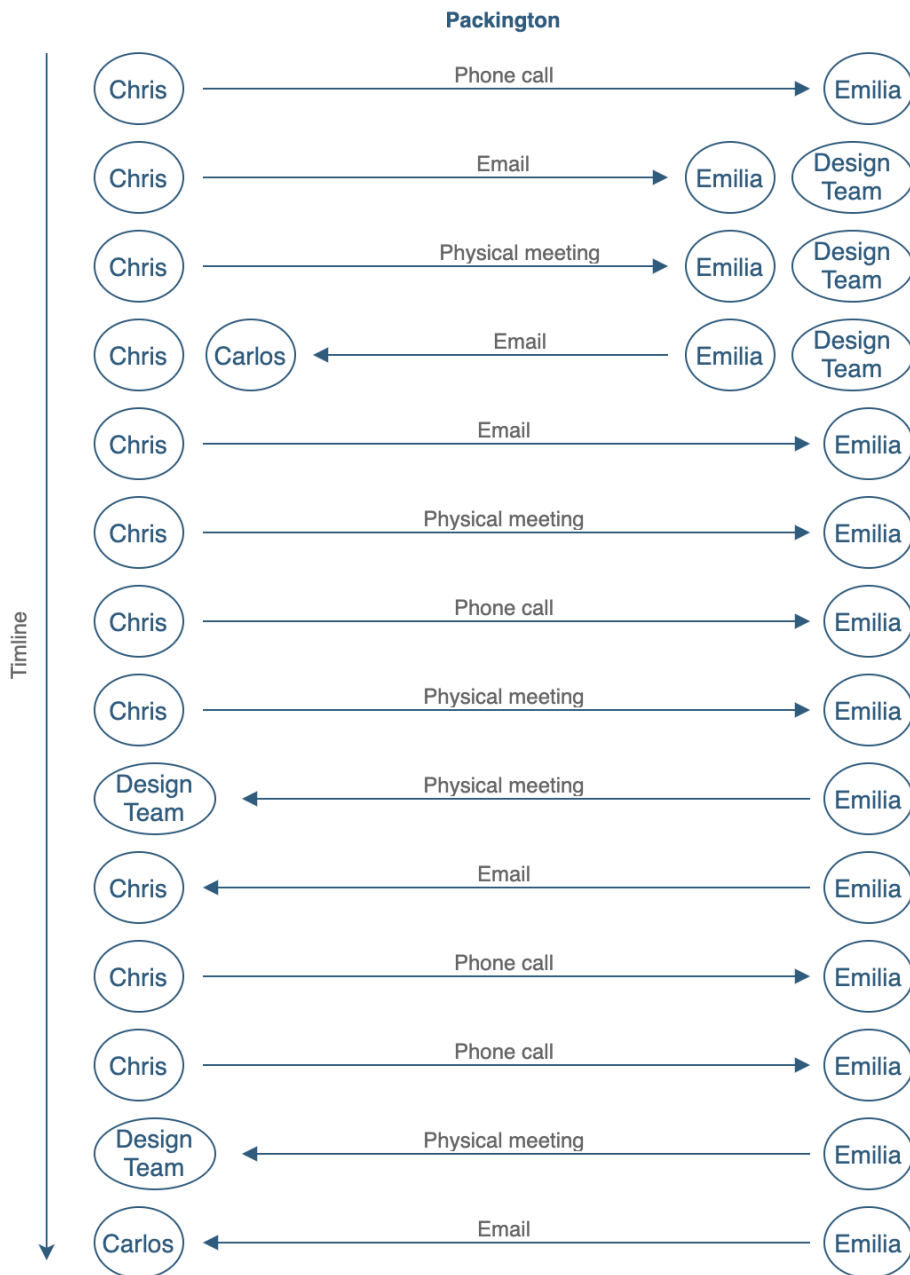 Packington
Chris Phone call Emilia
Chris Email Emilia Design
Team
Chris Physical meeting Emilia Design
Team
Chris Carlos Email Emilia Design
Team
Chris Email Emilia
Chris Physical meeting Emilia
Chris Phone call Emilia
Timline
Chris Physical meeting Emilia
Design
Team Physical meeting Emilia
Chris Email Emilia
Chris Phone call Emilia
Chris Phone call Emilia
Design
Team Physical meeting Emilia
Carlos Email Emilia